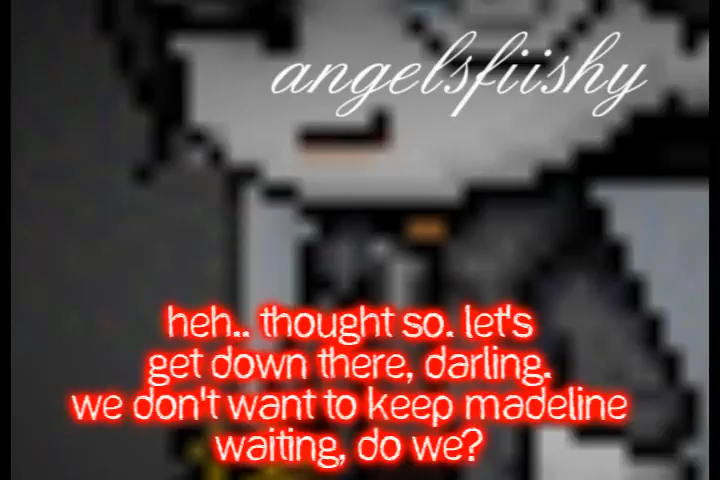 angelsfiishy
heh.. thought so. let's
get down there, darling.
we don't want to keep madeline
waiting, do we?